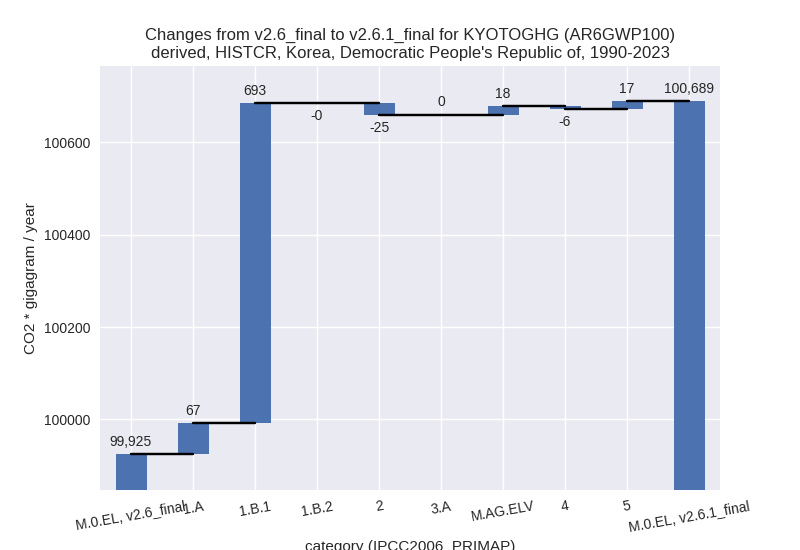 Changes from v2.6_final to v2.6.1_final for KYOTOGHG (AR6GWP100)
derived, HISTCR, Korea, Democratic People's Republic of, 1990-2023
CO2 * gigagram / year
100600
100400
100200
100000
99,925
67
693
-0
-25
0
18
-6
17
100,689
M.0.EL, v2.6_final
1.A
1.B.1
1.B.2
2
3.A
M.AG.ELV
4
5
M.0.EL, v2.6.1_final
category (IPCC2006_PRIMAP)